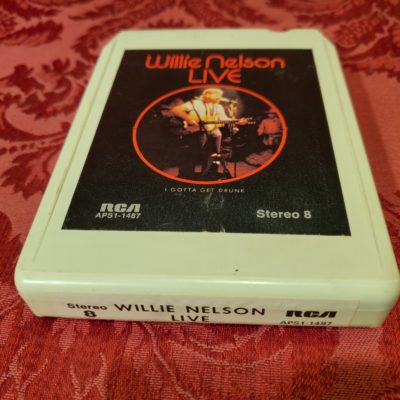 Willie Nelson
LIVE
I GOTTA GET DRUNK
RCA
APS1-1487
Stereo 8
Stereo
8
WILLIE NELSON
LIVE
RCA
APS1-1487